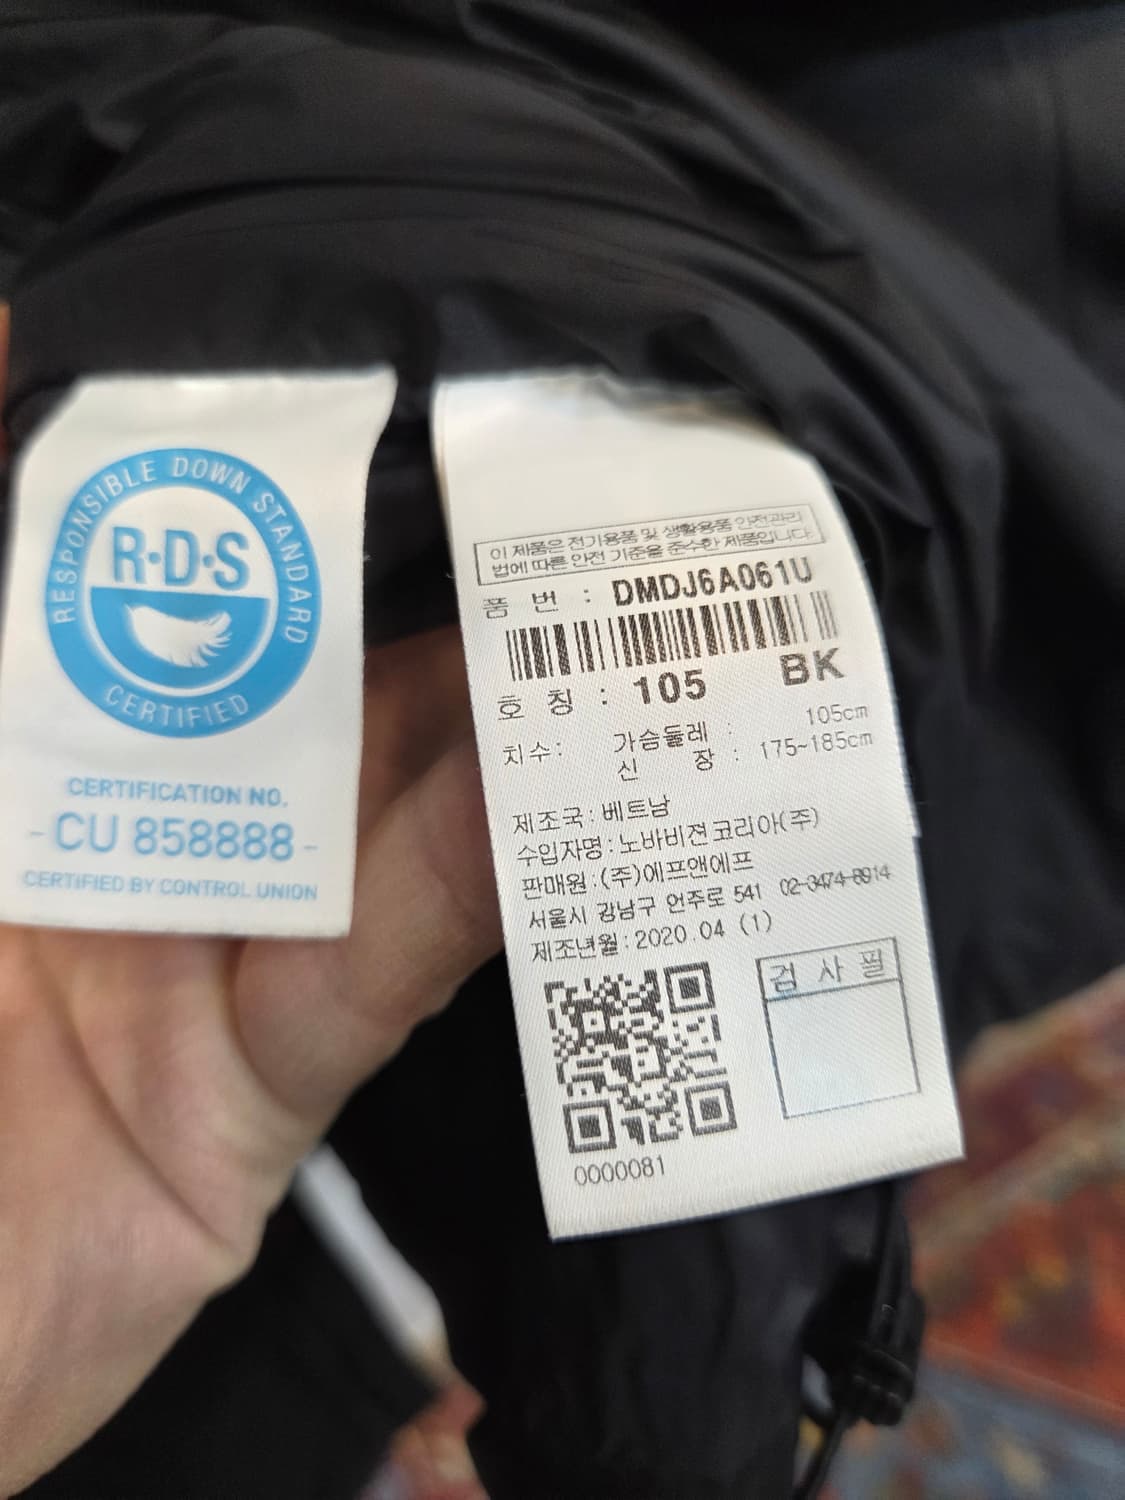 RESPONSIBLE DOWN STANDARD
R·D·S
CERTIFIED
CERTIFICATION NO.
- CU 858888 -
CERTIFIED BY CONTROL UNION
이 제품은 전기용품 및 생활용품 안전관리
법에 따른 안전 기준을 준수한 제품입니다.
품 번 : DMDJ6A061U
호 칭 : 105 BK
치수: 가슴둘레 : 105cm
신 장 : 175~185cm
제조국:베트남
수입자명:노바비젼코리아(주)
판매원:(주)에프앤에프
서울시 강남구 언주로 541 02-3474-8914
제조년월:2020.04 (1)
검 사 필
0000081